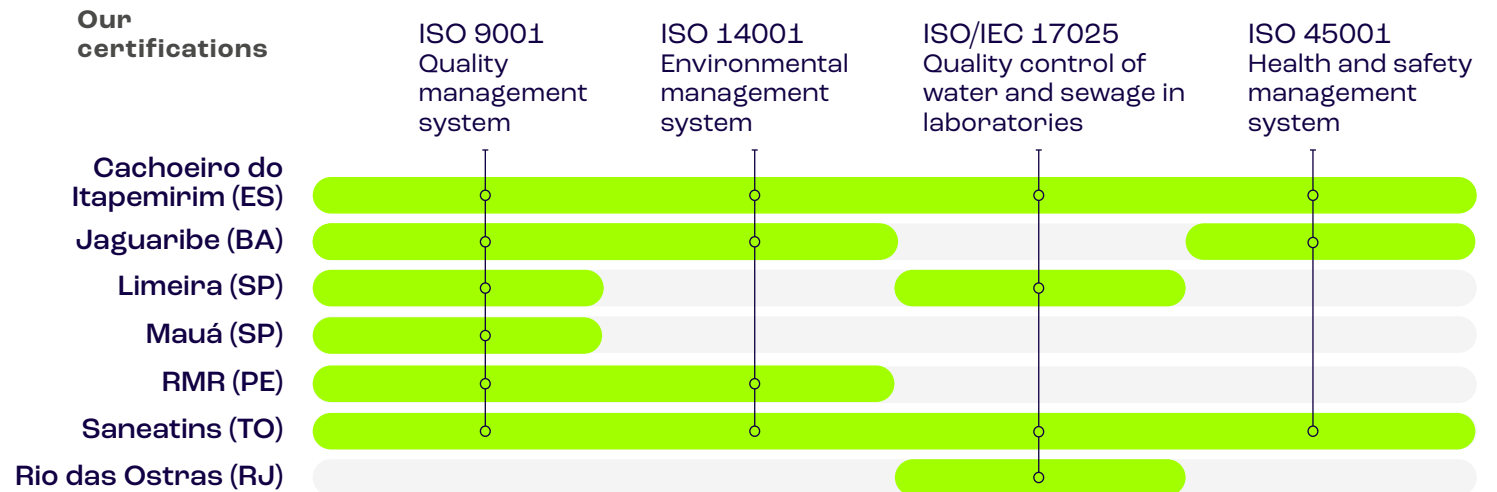 Our
certifications
ISO 9001
Quality
management
system
ISO 14001
Environmental
management
system
ISO/IEC 17025
Quality control of
water and sewage in
laboratories
ISO 45001
Health and safety
management
system
Cachoeiro do
Itapemirim (ES)
Jaguaribe (BA)
Limeira (SP)
Mauá (SP)
RMR (PE)
Saneatins (TO)
Rio das Ostras (RJ)